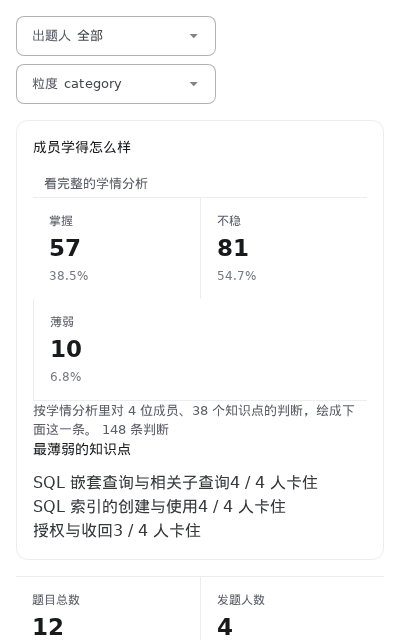 出题人 全部
粒度 category
成员学得怎么样
看完整的学情分析
掌握
57
38.5%
不稳
81
54.7%
薄弱
10
6.8%
按学情分析里对 4 位成员、38 个知识点的判断，绘成下
面这一条。 148 条判断
最薄弱的知识点
SQL 嵌套查询与相关子查询4 / 4 人卡住
SQL 索引的创建与使用4 / 4 人卡住
授权与收回3 / 4 人卡住
题目总数
12
发题人数
4